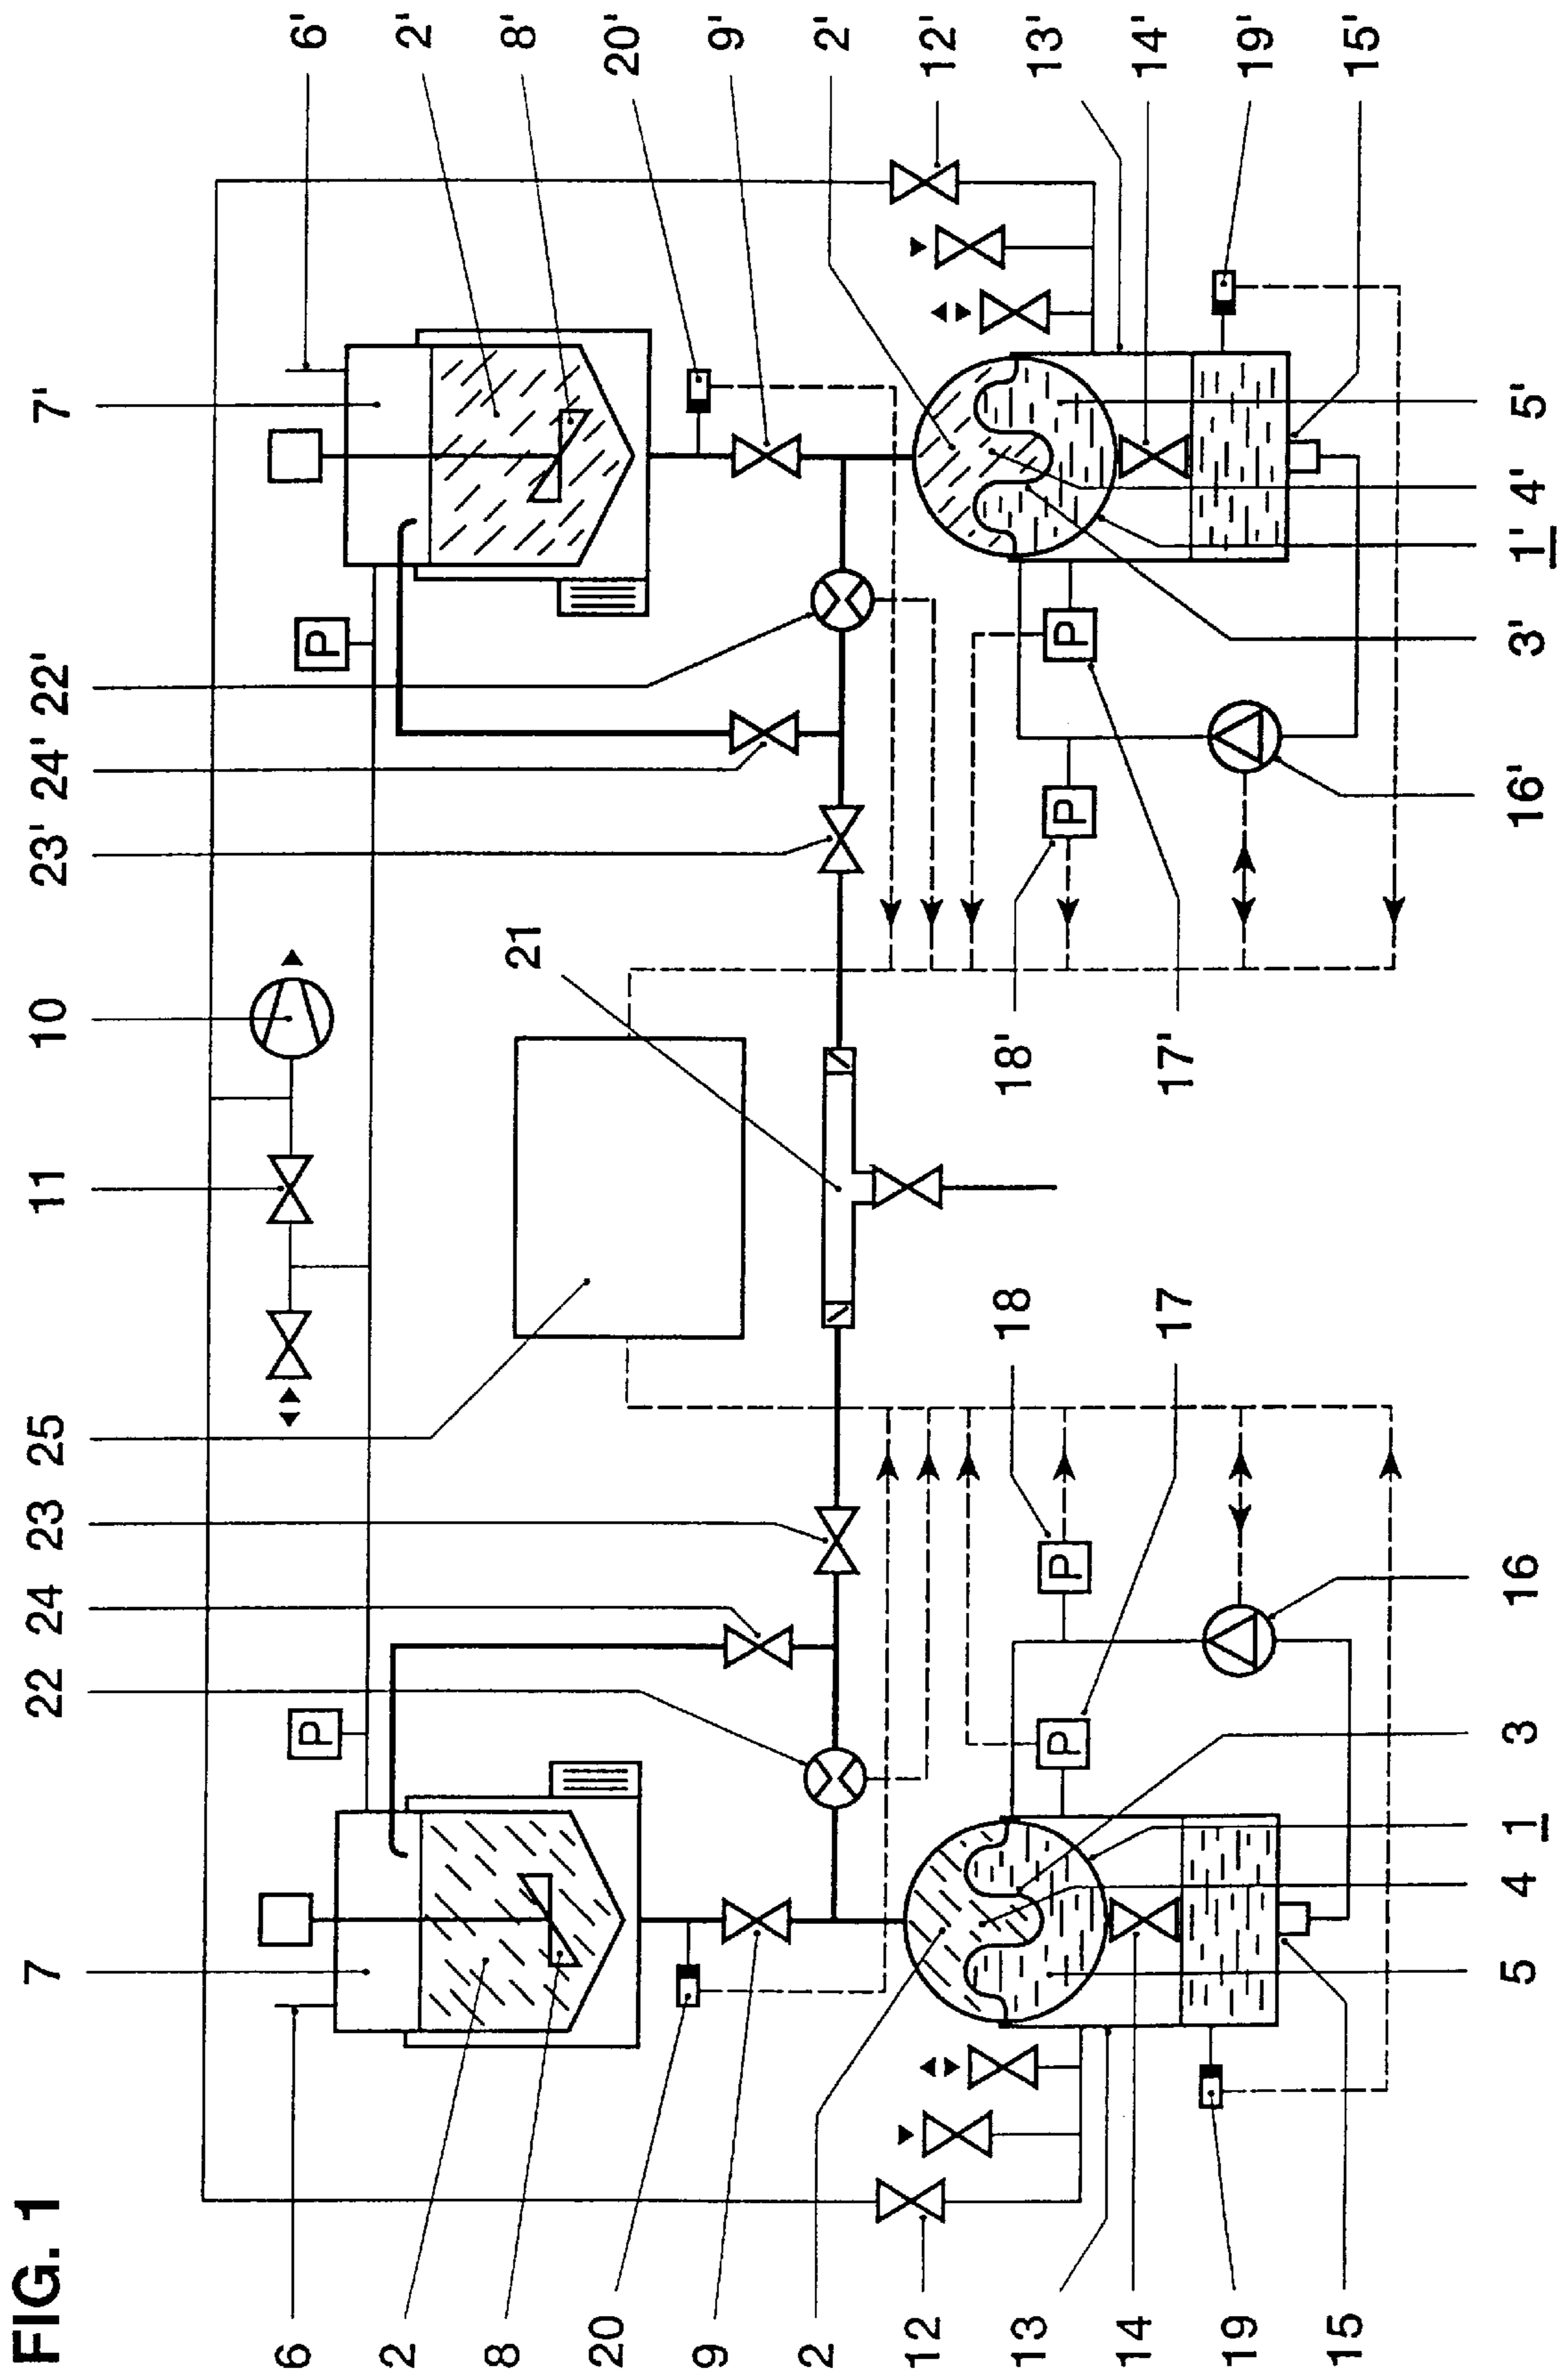 FIG. 1
7 22 24 23 25 11 10 23' 24' 22' 7'
6 P P 6'
2 2'
8 21 8'
20 20'
9 9'
2 2'
12 12'
13 18 18' 13'
P P P P
14 17 17' 14'
19 19'
15 15'
5 4 1 3 16 16' 3' 1' 4' 5'